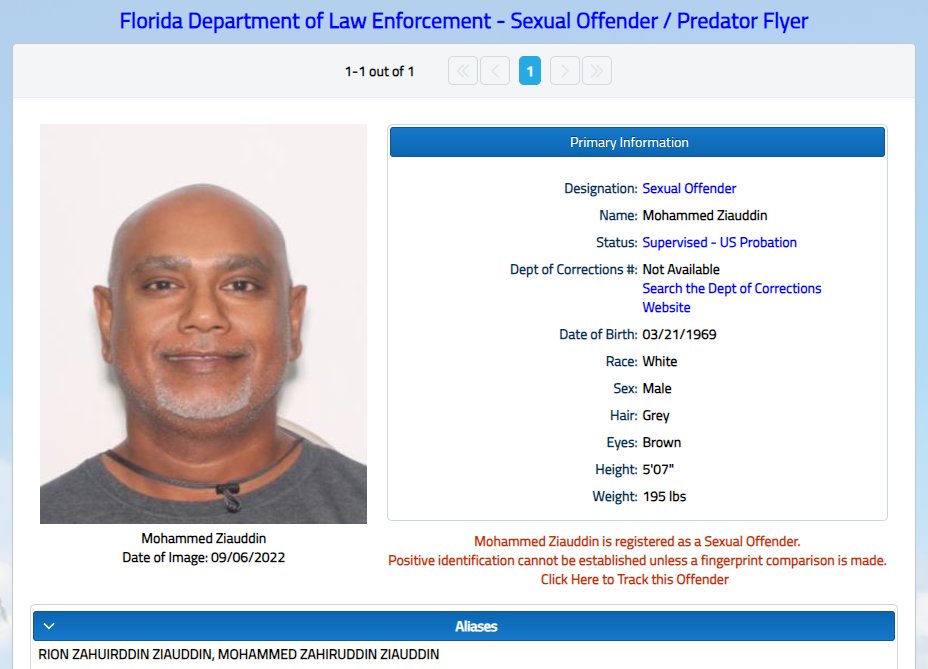 Florida Department of Law Enforcement - Sexual Offender / Predator Flyer
1-1 out of 1
1
Primary Information
Designation: Sexual Offender
Name: Mohammed Ziauddin
Status: Supervised - US Probation
Dept of Corrections #: Not Available
Search the Dept of Corrections
Website
Date of Birth: 03/21/1969
Race: White
Sex: Male
Hair: Grey
Eyes: Brown
Height: 5'07"
Weight: 195 lbs
Mohammed Ziauddin
Date of Image: 09/06/2022
Mohammed Ziauddin is registered as a Sexual Offender.
Positive identification cannot be established unless a fingerprint comparison is made.
Click Here to Track this Offender
Aliases
RION ZAHUIRDDIN ZIAUDDIN, MOHAMMED ZAHIRUDDIN ZIAUDDIN